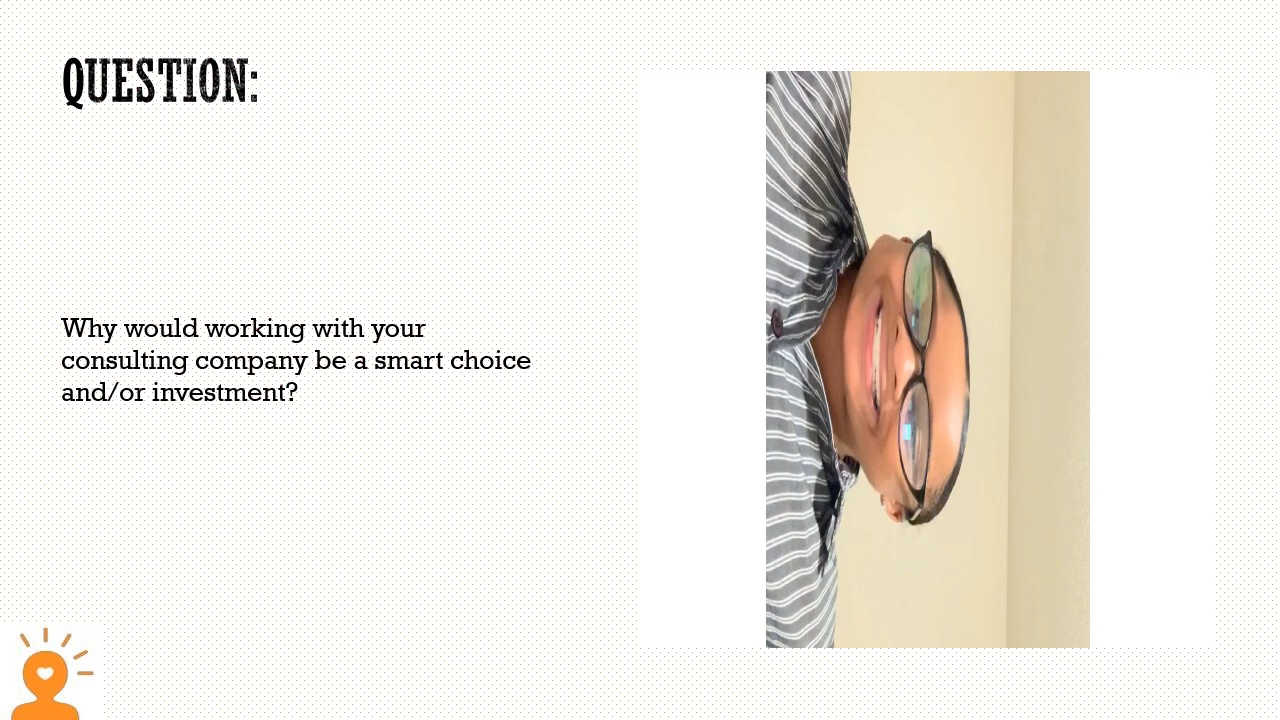 QUESTION:
Why would working with your
consulting company be a smart choice
and/or investment?